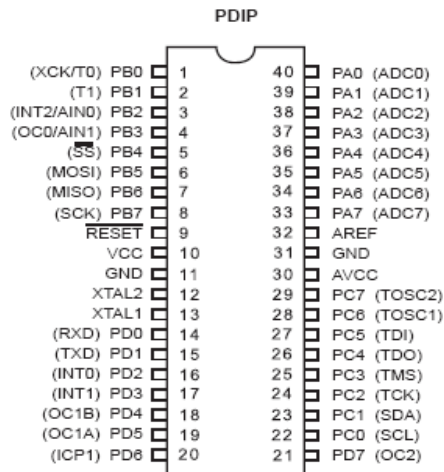 PDIP
(XCK/T0) PB0 1 40 PA0 (ADC0)
(T1) PB1 2 39 PA1 (ADC1)
(INT2/AIN0) PB2 3 38 PA2 (ADC2)
(OC0/AIN1) PB3 4 37 PA3 (ADC3)
(SS) PB4 5 36 PA4 (ADC4)
(MOSI) PB5 6 35 PA5 (ADC5)
(MISO) PB6 7 34 PA6 (ADC6)
(SCK) PB7 8 33 PA7 (ADC7)
RESET 9 32 AREF
VCC 10 31 GND
GND 11 30 AVCC
XTAL2 12 29 PC7 (TOSC2)
XTAL1 13 28 PC6 (TOSC1)
(RXD) PD0 14 27 PC5 (TDI)
(TXD) PD1 15 26 PC4 (TDO)
(INT0) PD2 16 25 PC3 (TMS)
(INT1) PD3 17 24 PC2 (TCK)
(OC1B) PD4 18 23 PC1 (SDA)
(OC1A) PD5 19 22 PC0 (SCL)
(ICP1) PD6 20 21 PD7 (OC2)